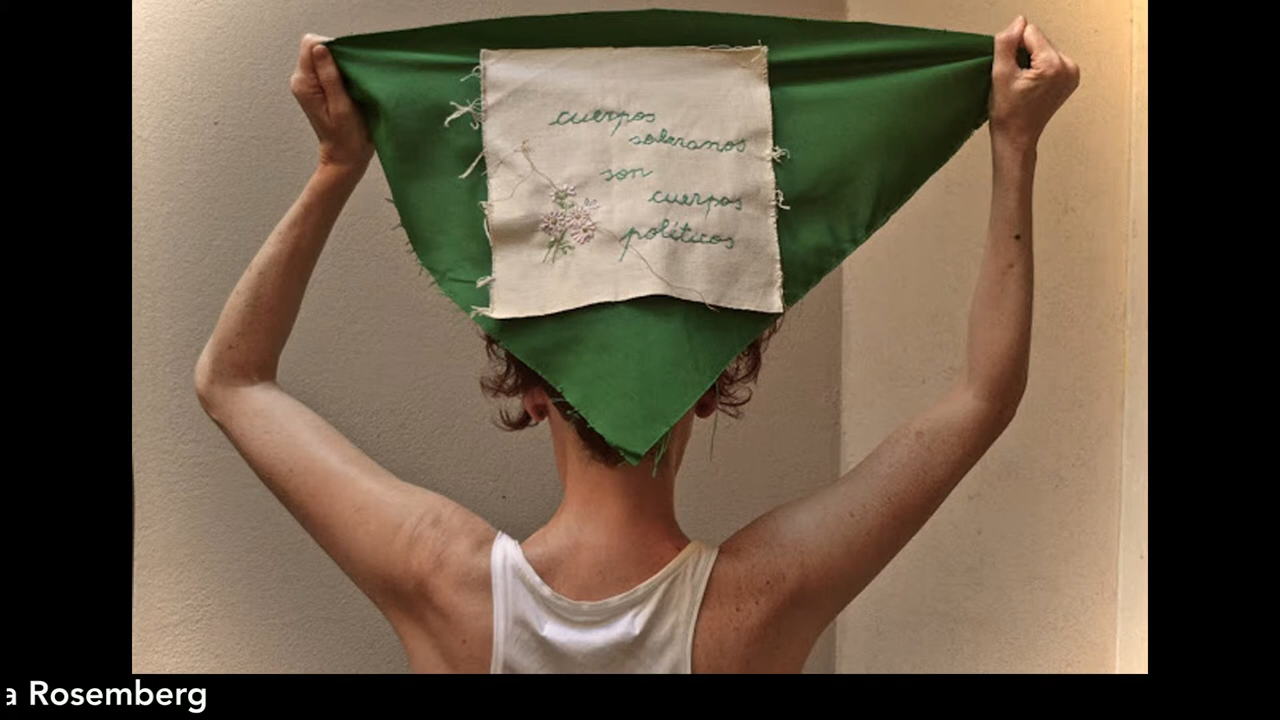 cuerpos
soberanos
son
cuerpos
políticos
a Rosemberg